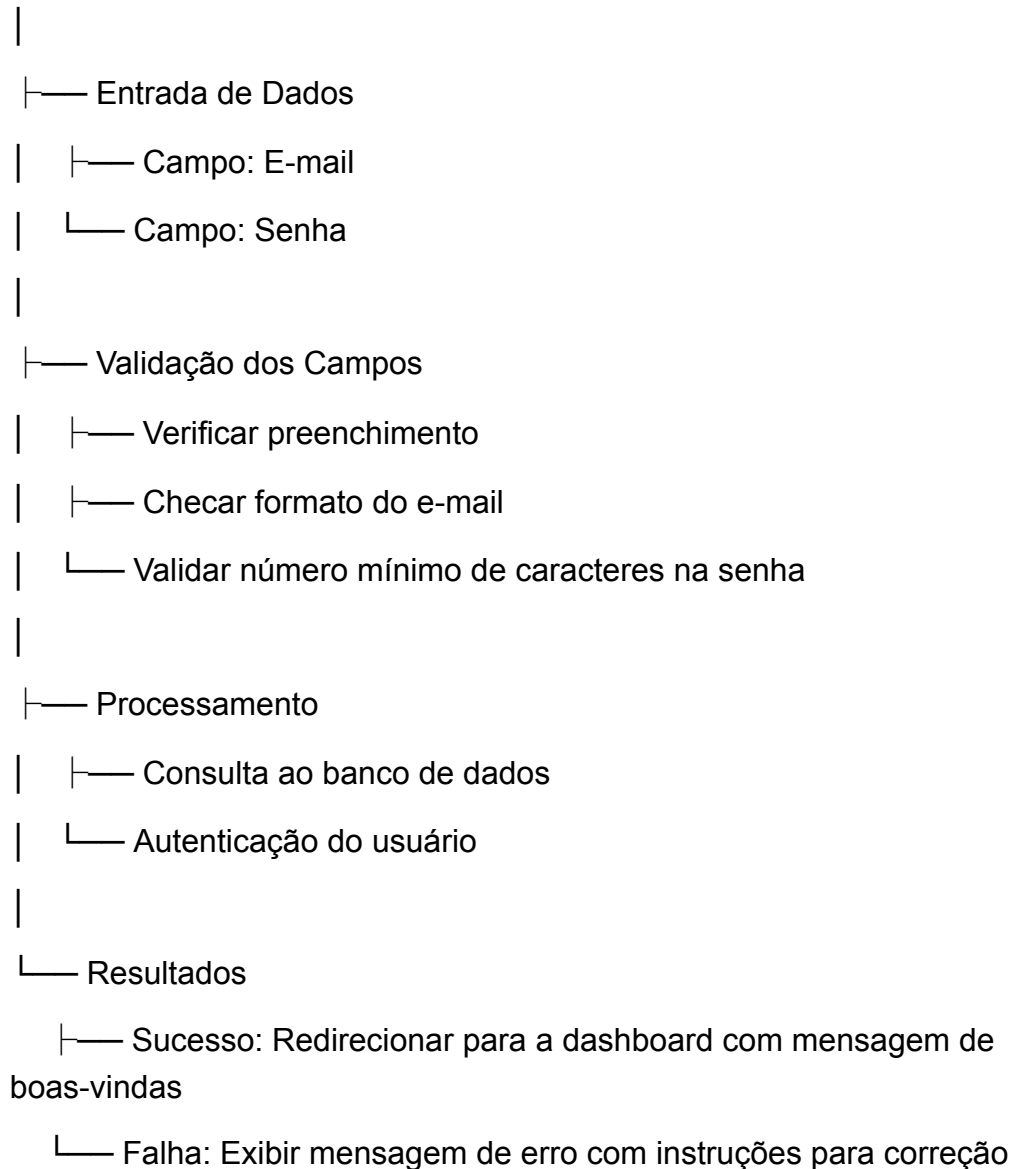 │
├── Entrada de Dados
│   ├── Campo: E-mail
│   └── Campo: Senha
│
├── Validação dos Campos
│   ├── Verificar preenchimento
│   ├── Checar formato do e-mail
│   └── Validar número mínimo de caracteres na senha
│
├── Processamento
│   ├── Consulta ao banco de dados
│   └── Autenticação do usuário
│
└── Resultados
    ├── Sucesso: Redirecionar para a dashboard com mensagem de
boas-vindas
    └── Falha: Exibir mensagem de erro com instruções para correção